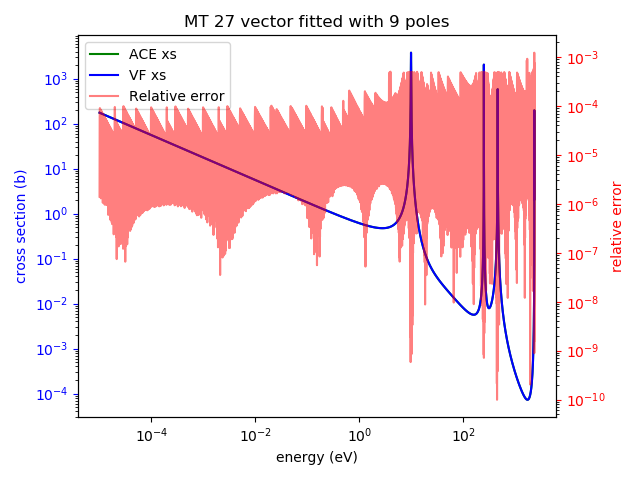 MT 27 vector fitted with 9 poles
ACE xs
VF xs
Relative error
cross section (b)
10³
10²
10¹
10⁰
10⁻¹
10⁻²
10⁻³
10⁻⁴
10⁻³
10⁻⁴
10⁻⁵
10⁻⁶
10⁻⁷
10⁻⁸
10⁻⁹
10⁻¹⁰
relative error
10⁻⁴ 10⁻² 10⁰ 10²
energy (eV)